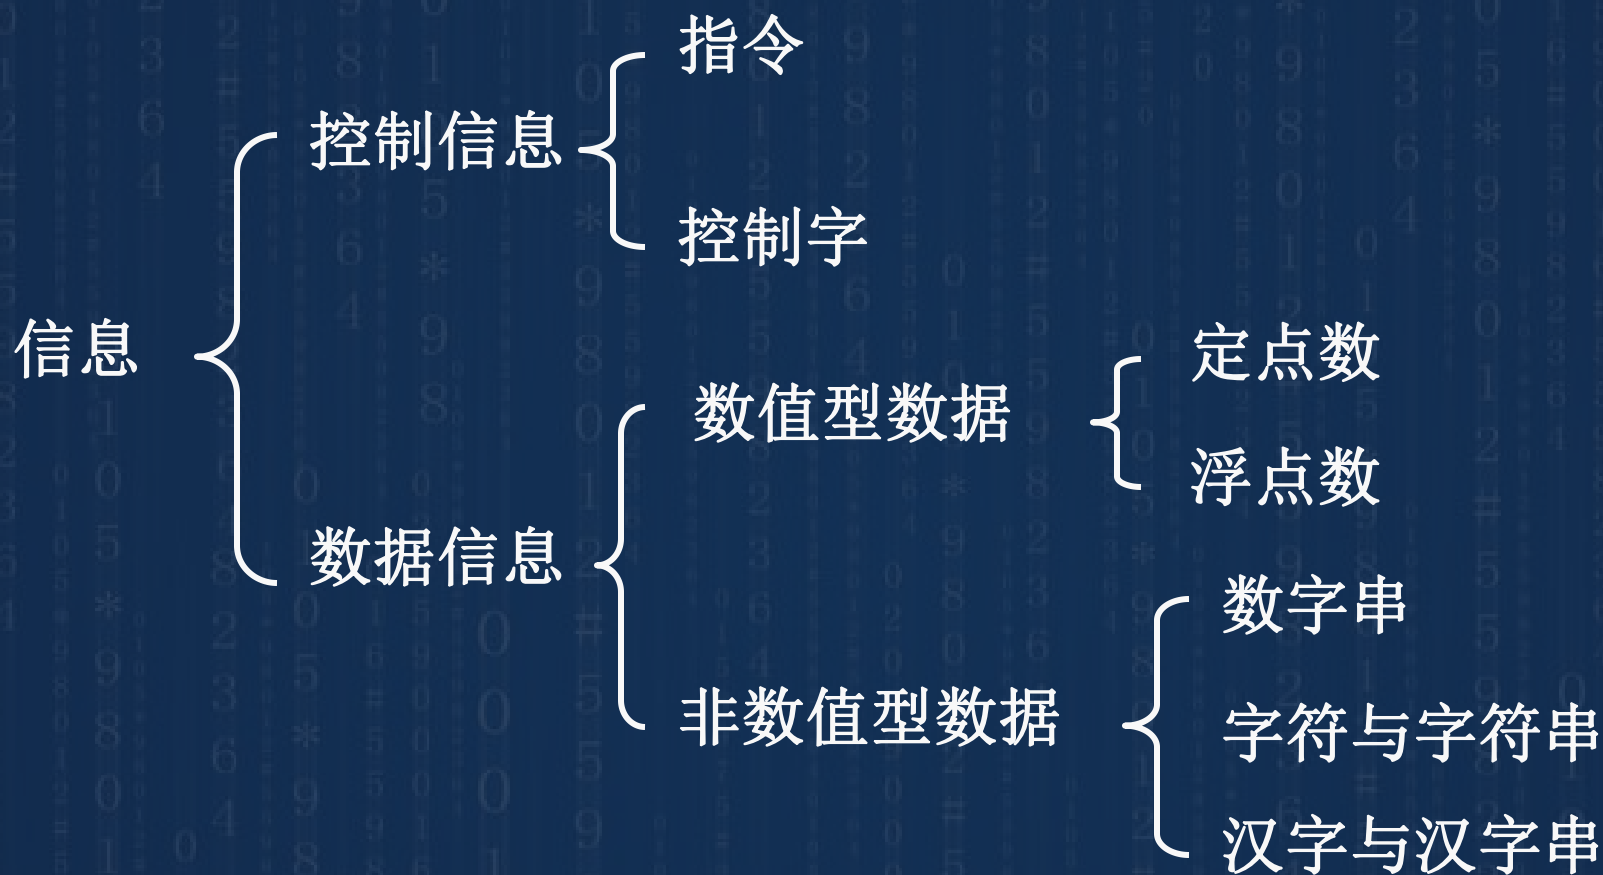 信息
控制信息
指令
控制字
数据信息
数值型数据
定点数
浮点数
非数值型数据
数字串
字符与字符串
汉字与汉字串